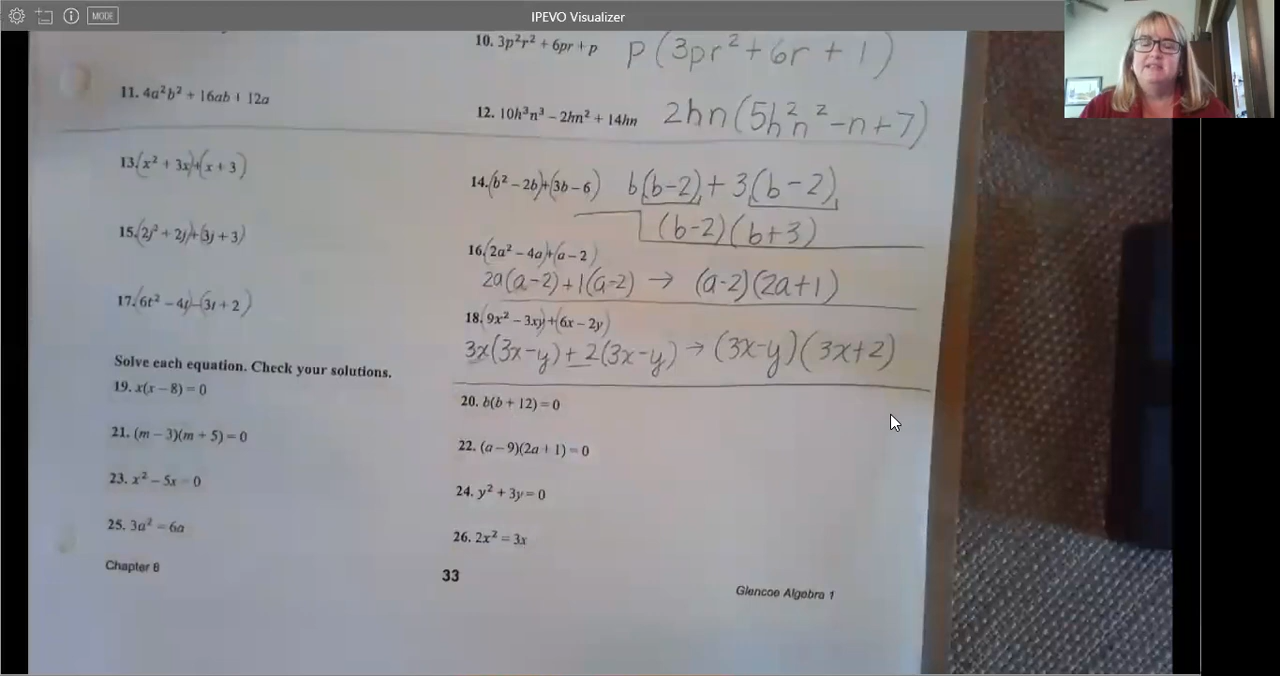 MODE
IPEVO Visualizer
10. 3p²r² + 6pr + p p(3pr² + 6r + 1)
11. 4a²b² + 16ab + 12a
12. 10h³n³ – 2hn² + 14hn 2hn(5h²n² – n + 7)
13.(x² + 3x)+(x + 3)
14.(b² – 2b)+(3b – 6) b(b–2) + 3(b–2)
(b–2)(b+3)
15.(2j² + 2j)+(3j + 3)
16.(2a² – 4a)+(a – 2)
2a(a–2)+1(a–2) → (a-2)(2a+1)
17.(6t² – 4t)–(3t + 2)
18.(9x² – 3xy)+(6x – 2y)
3x(3x–y)+2(3x–y) → (3x–y)(3x+2)
Solve each equation. Check your solutions.
19. x(x – 8) = 0
20. b(b + 12) = 0
21. (m – 3)(m + 5) = 0
22. (a – 9)(2a + 1) = 0
23. x² – 5x = 0
24. y² + 3y = 0
25. 3a² = 6a
26. 2x² = 3x
Chapter 8
33
Glencoe Algebra 1